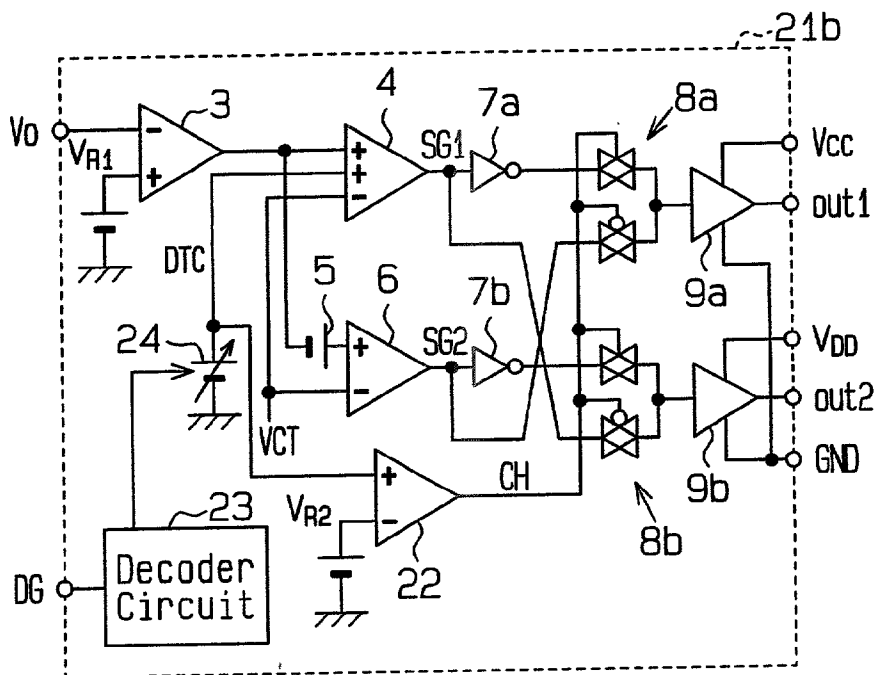 21b
3
4
7a
8a
Vo
VR1
SG1
Vcc
out1
DTC
5
6
7b
9a
24
SG2
VDD
out2
VCT
GND
CH
9b
VR2
23
22
8b
DG
Decoder
Circuit